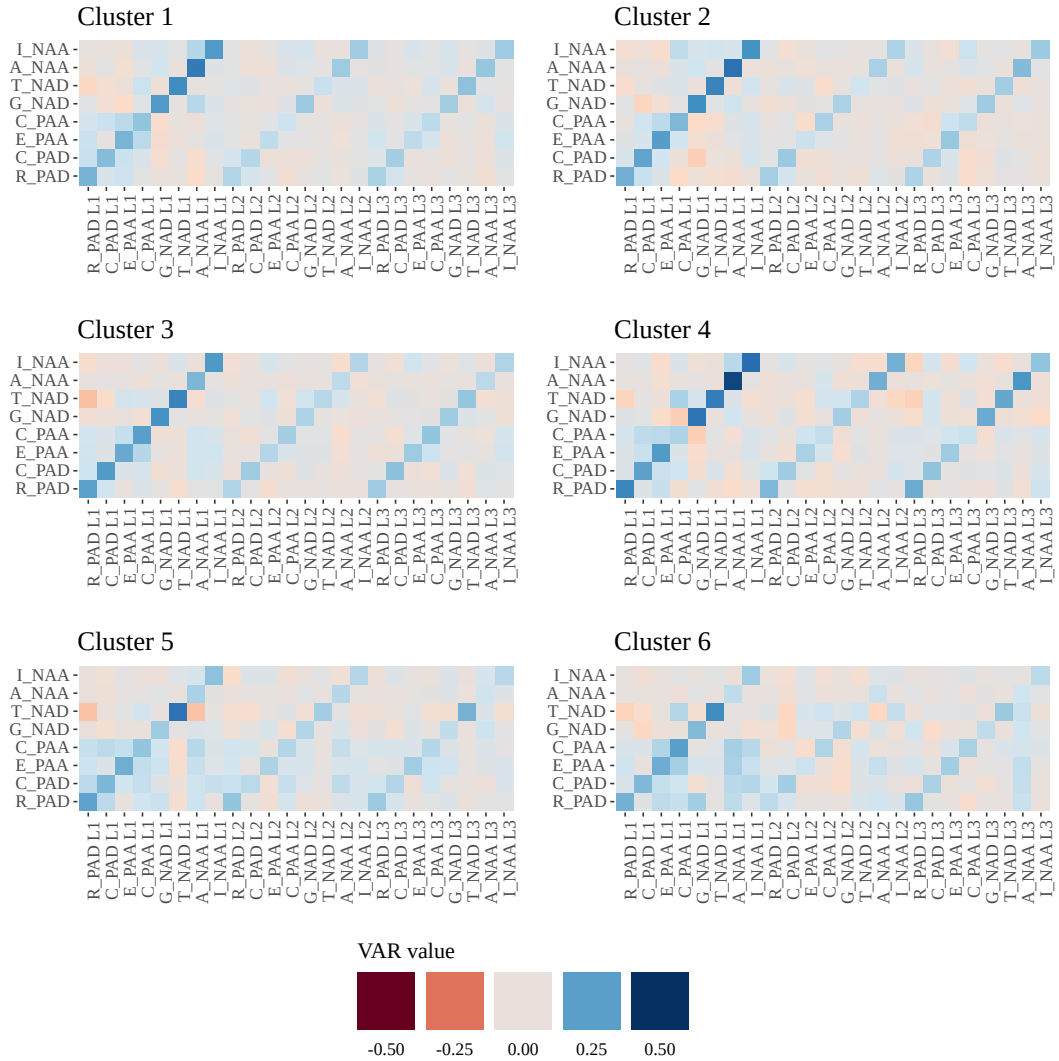 Cluster 1
I_NAA
A_NAA
T_NAD
G_NAD
C_PAA
E_PAA
C_PAD
R_PAD
R_PAD L1
C_PAD L1
E_PAA L1
C_PAA L1
G_NAD L1
T_NAD L1
A_NAA L1
I_NAA L1
R_PAD L2
C_PAD L2
E_PAA L2
C_PAA L2
G_NAD L2
T_NAD L2
A_NAA L2
I_NAA L2
R_PAD L3
C_PAD L3
E_PAA L3
C_PAA L3
G_NAD L3
T_NAD L3
A_NAA L3
I_NAA L3
Cluster 2
I_NAA
A_NAA
T_NAD
G_NAD
C_PAA
E_PAA
C_PAD
R_PAD
R_PAD L1
C_PAD L1
E_PAA L1
C_PAA L1
G_NAD L1
T_NAD L1
A_NAA L1
I_NAA L1
R_PAD L2
C_PAD L2
E_PAA L2
C_PAA L2
G_NAD L2
T_NAD L2
A_NAA L2
I_NAA L2
R_PAD L3
C_PAD L3
E_PAA L3
C_PAA L3
G_NAD L3
T_NAD L3
A_NAA L3
I_NAA L3
Cluster 3
I_NAA
A_NAA
T_NAD
G_NAD
C_PAA
E_PAA
C_PAD
R_PAD
R_PAD L1
C_PAD L1
E_PAA L1
C_PAA L1
G_NAD L1
T_NAD L1
A_NAA L1
I_NAA L1
R_PAD L2
C_PAD L2
E_PAA L2
C_PAA L2
G_NAD L2
T_NAD L2
A_NAA L2
I_NAA L2
R_PAD L3
C_PAD L3
E_PAA L3
C_PAA L3
G_NAD L3
T_NAD L3
A_NAA L3
I_NAA L3
Cluster 4
I_NAA
A_NAA
T_NAD
G_NAD
C_PAA
E_PAA
C_PAD
R_PAD
R_PAD L1
C_PAD L1
E_PAA L1
C_PAA L1
G_NAD L1
T_NAD L1
A_NAA L1
I_NAA L1
R_PAD L2
C_PAD L2
E_PAA L2
C_PAA L2
G_NAD L2
T_NAD L2
A_NAA L2
I_NAA L2
R_PAD L3
C_PAD L3
E_PAA L3
C_PAA L3
G_NAD L3
T_NAD L3
A_NAA L3
I_NAA L3
Cluster 5
I_NAA
A_NAA
T_NAD
G_NAD
C_PAA
E_PAA
C_PAD
R_PAD
R_PAD L1
C_PAD L1
E_PAA L1
C_PAA L1
G_NAD L1
T_NAD L1
A_NAA L1
I_NAA L1
R_PAD L2
C_PAD L2
E_PAA L2
C_PAA L2
G_NAD L2
T_NAD L2
A_NAA L2
I_NAA L2
R_PAD L3
C_PAD L3
E_PAA L3
C_PAA L3
G_NAD L3
T_NAD L3
A_NAA L3
I_NAA L3
Cluster 6
I_NAA
A_NAA
T_NAD
G_NAD
C_PAA
E_PAA
C_PAD
R_PAD
R_PAD L1
C_PAD L1
E_PAA L1
C_PAA L1
G_NAD L1
T_NAD L1
A_NAA L1
I_NAA L1
R_PAD L2
C_PAD L2
E_PAA L2
C_PAA L2
G_NAD L2
T_NAD L2
A_NAA L2
I_NAA L2
R_PAD L3
C_PAD L3
E_PAA L3
C_PAA L3
G_NAD L3
T_NAD L3
A_NAA L3
I_NAA L3
VAR value
-0.50 -0.25 0.00 0.25 0.50